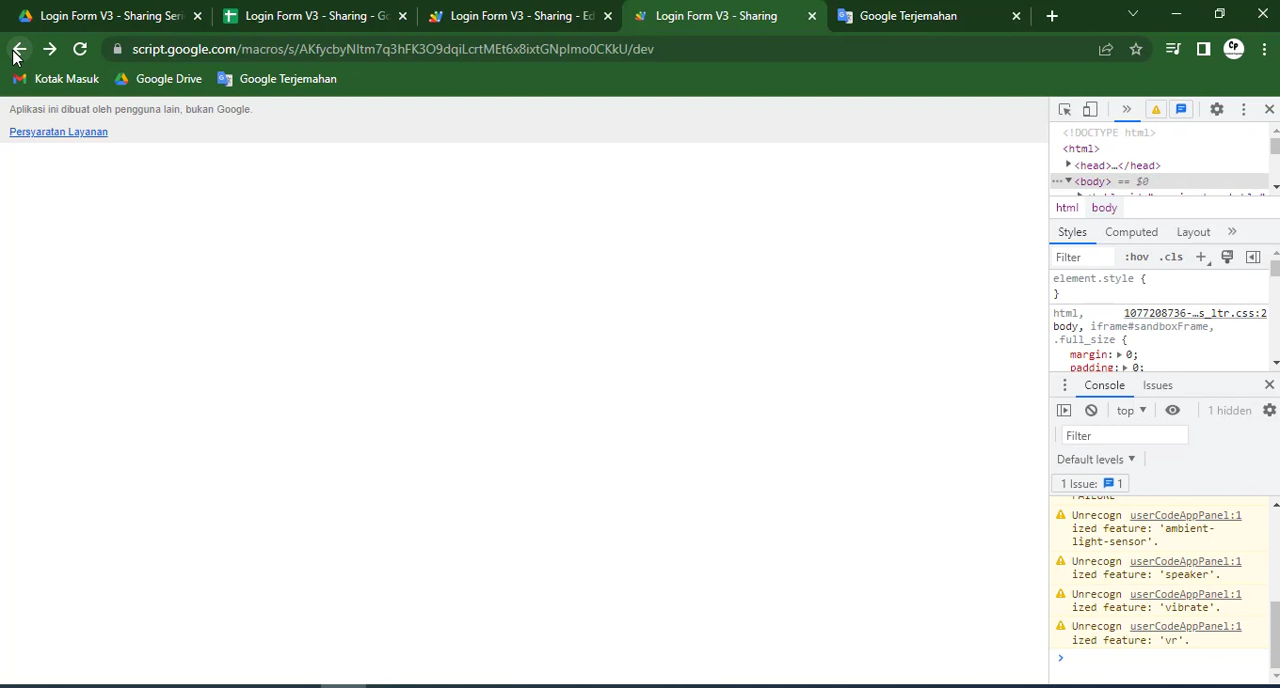 Login Form V3 - Sharing Seri
Login Form V3 - Sharing - Go
Login Form V3 - Sharing - Edi
Login Form V3 - Sharing
Google Terjemahan
script.google.com/macros/s/AKfycbyNltm7q3hFK3O9dqiLcrtMEt6x8ixtGNpImo0CKkU/dev
Cp
Kotak Masuk
Google Drive
Google Terjemahan
Aplikasi ini dibuat oleh pengguna lain, bukan Google.
Persyaratan Layanan
<!DOCTYPE html>
<html>
<head>…</head>
<body> == $0
html body
Styles Computed Layout
Filter :hov .cls
element.style {
}
html, 1077208736-…s_ltr.css:2
body, iframe#sandboxFrame,
.full_size {
margin: 0;
padding: 0;
Console Issues
top 1 hidden
Filter
Default levels
1 Issue: 1
Unrecogn userCodeAppPanel:1
ized feature: 'ambient-
light-sensor'.
Unrecogn userCodeAppPanel:1
ized feature: 'speaker'.
Unrecogn userCodeAppPanel:1
ized feature: 'vibrate'.
Unrecogn userCodeAppPanel:1
ized feature: 'vr'.